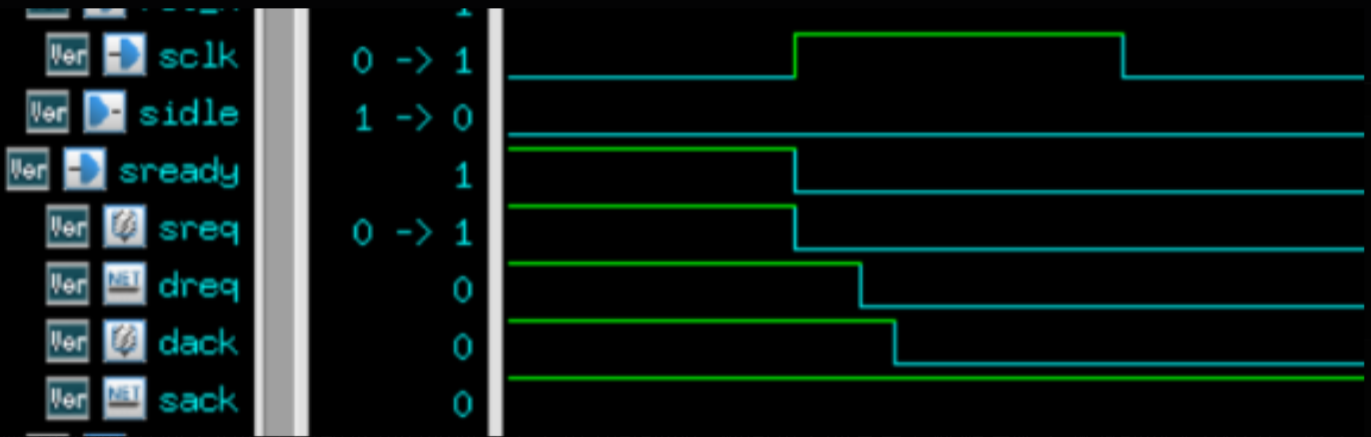 1
Ver sclk 0 -> 1
Ver sidle 1 -> 0
Ver sready 1
Ver sreq 0 -> 1
Ver NET dreq 0
Ver dack 0
Ver NET sack 0